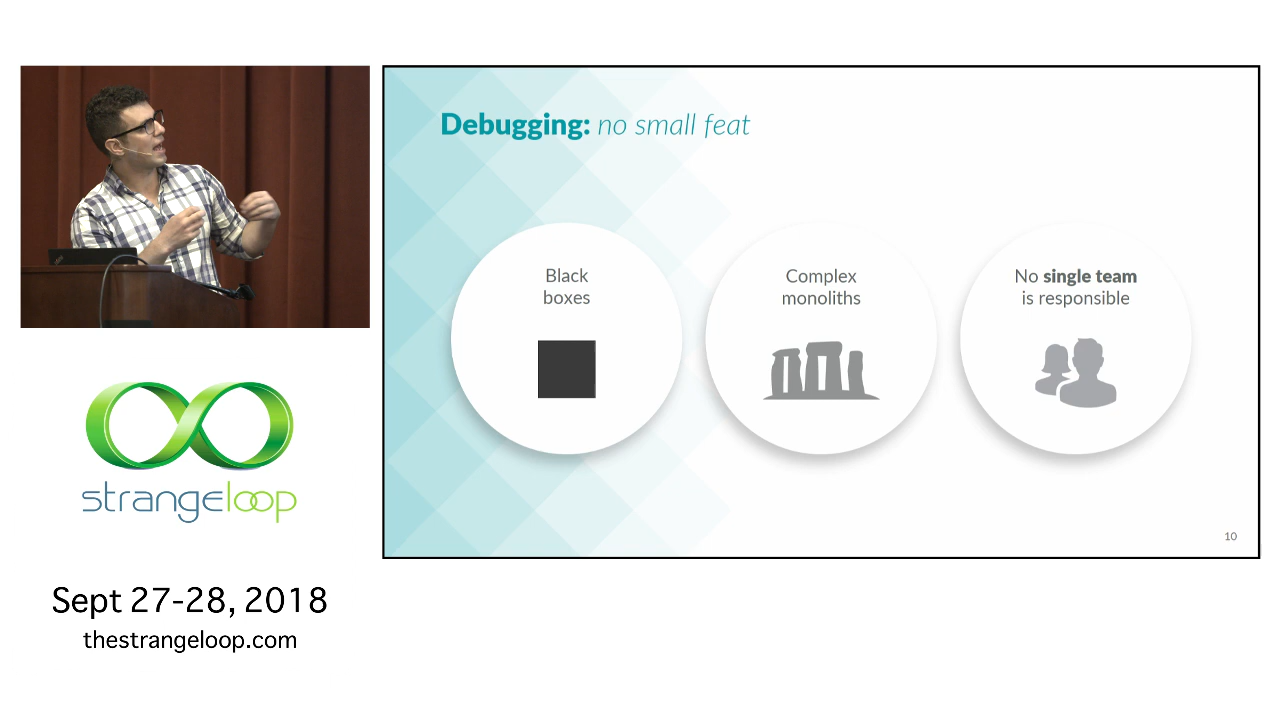 Debugging: no small feat
Black
boxes
Complex
monoliths
No single team
is responsible
10
strangeloop
Sept 27-28, 2018
thestrangeloop.com